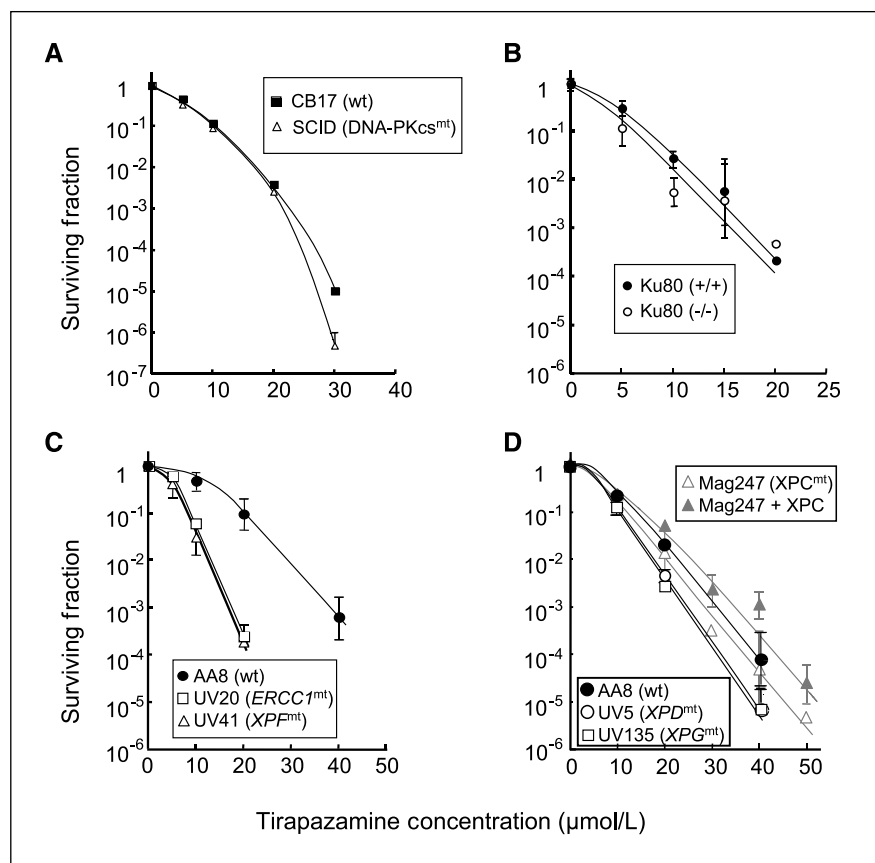 A
B
CB17 (wt)
SCID (DNA-PKcs^mt)
Ku80 (+/+)
Ku80 (-/-)
1
10^-1
10^-2
10^-3
10^-4
10^-5
10^-6
10^-7
0 10 20 30 40
1
10^-1
10^-2
10^-3
10^-4
10^-5
10^-6
0 5 10 15 20 25
Surviving fraction
C
D
AA8 (wt)
UV20 (ERCC1^mt)
UV41 (XPF^mt)
Mag247 (XPC^mt)
Mag247 + XPC
AA8 (wt)
UV5 (XPD^mt)
UV135 (XPG^mt)
1
10^-1
10^-2
10^-3
10^-4
10^-5
10^-6
0 10 20 30 40 50
1
10^-1
10^-2
10^-3
10^-4
10^-5
10^-6
0 10 20 30 40 50
Surviving fraction
Tirapazamine concentration (μmol/L)